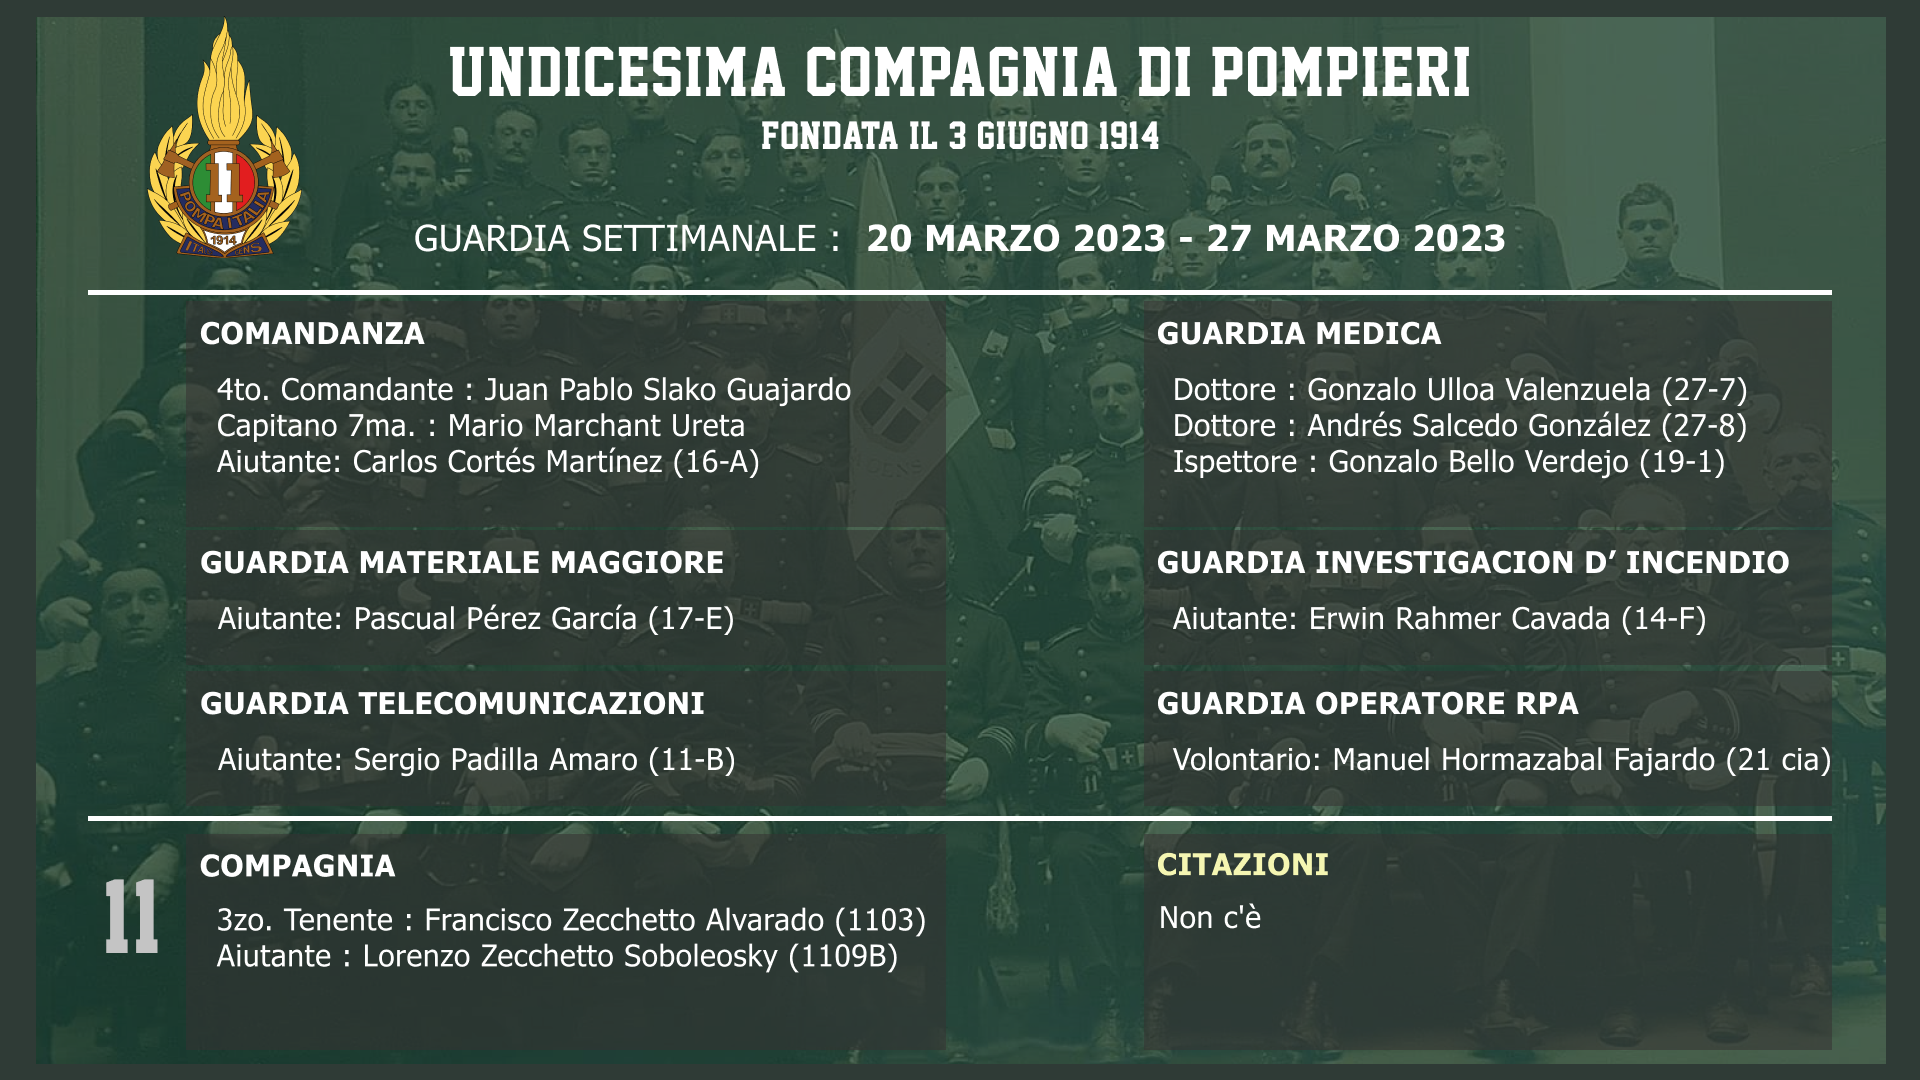 UNDICESIMA COMPAGNIA DI POMPIERI
FONDATA IL 3 GIUGNO 1914
11
POMPA ITALIA
1914
GUARDIA SETTIMANALE : 20 MARZO 2023 - 27 MARZO 2023
COMANDANZA
4to. Comandante : Juan Pablo Slako Guajardo
Capitano 7ma. : Mario Marchant Ureta
Aiutante: Carlos Cortés Martínez (16-A)
GUARDIA MEDICA
Dottore : Gonzalo Ulloa Valenzuela (27-7)
Dottore : Andrés Salcedo González (27-8)
Ispettore : Gonzalo Bello Verdejo (19-1)
GUARDIA MATERIALE MAGGIORE
Aiutante: Pascual Pérez García (17-E)
GUARDIA INVESTIGACION D’ INCENDIO
Aiutante: Erwin Rahmer Cavada (14-F)
GUARDIA TELECOMUNICAZIONI
Aiutante: Sergio Padilla Amaro (11-B)
GUARDIA OPERATORE RPA
Volontario: Manuel Hormazabal Fajardo (21 cia)
11
COMPAGNIA
3zo. Tenente : Francisco Zecchetto Alvarado (1103)
Aiutante : Lorenzo Zecchetto Soboleosky (1109B)
CITAZIONI
Non c'è